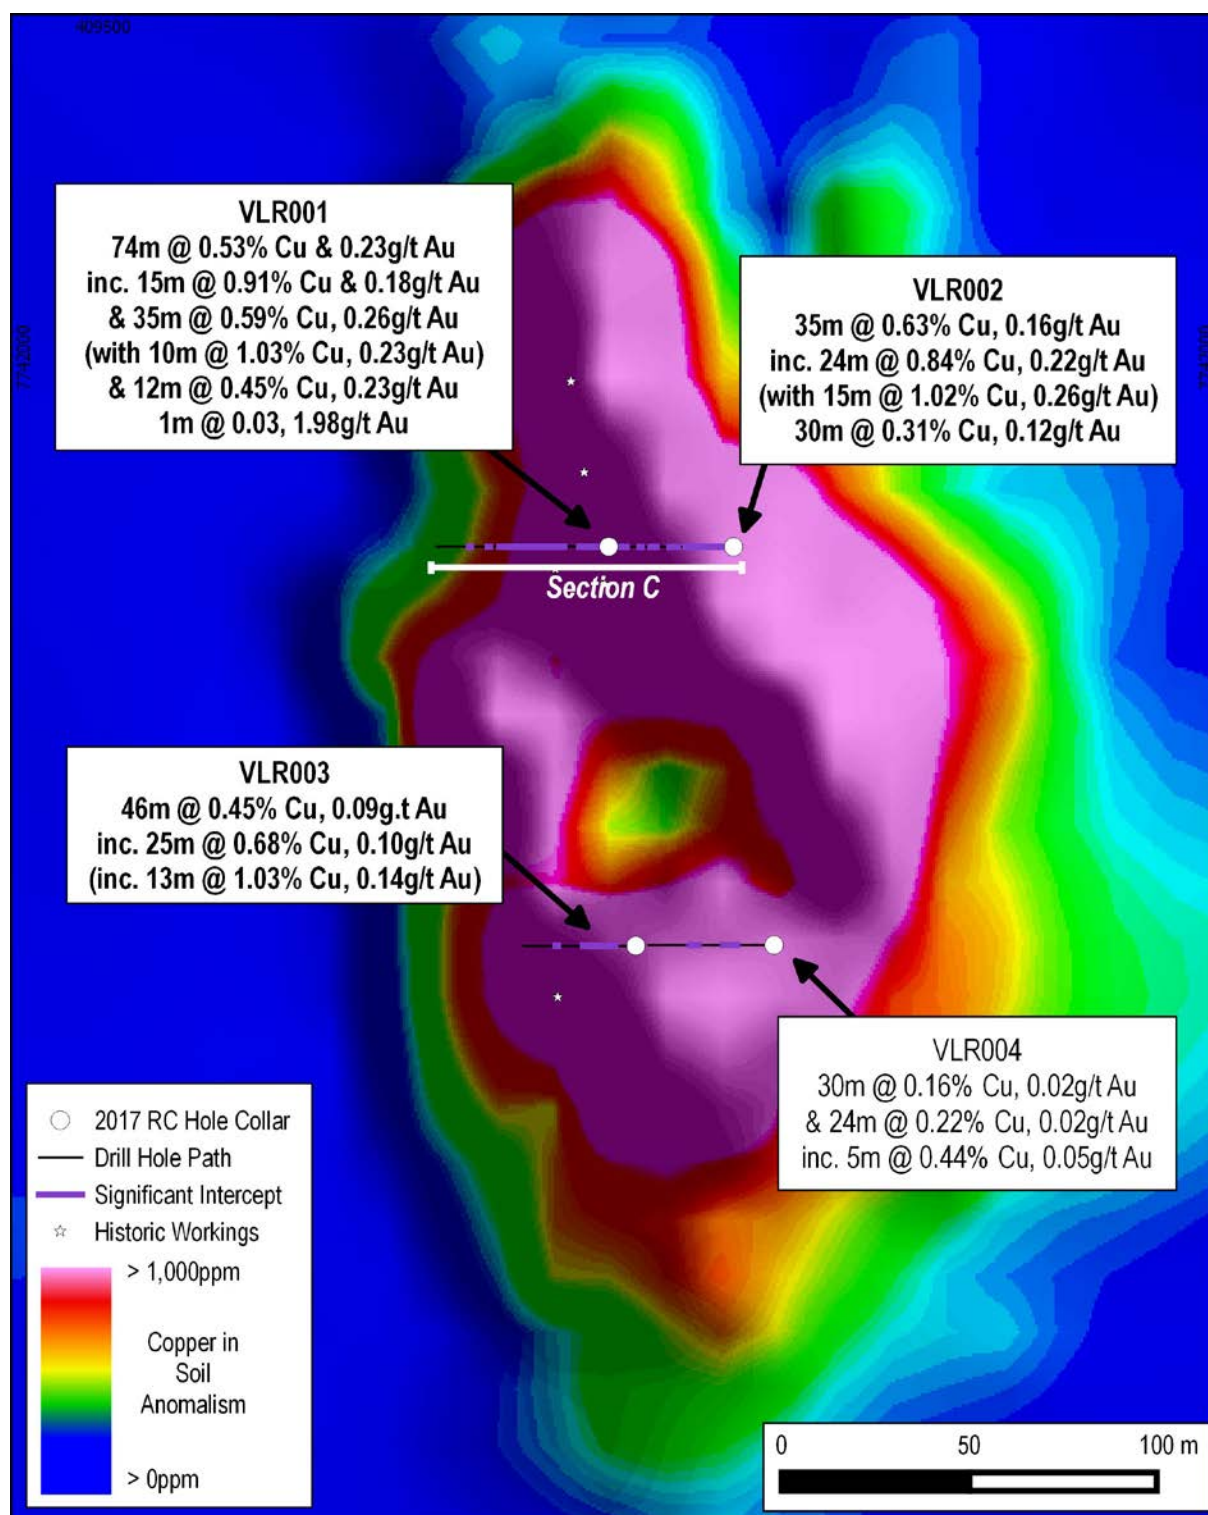 409500
VLR001
74m @ 0.53% Cu & 0.23g/t Au
inc. 15m @ 0.91% Cu & 0.18g/t Au
& 35m @ 0.59% Cu, 0.26g/t Au
(with 10m @ 1.03% Cu, 0.23g/t Au)
& 12m @ 0.45% Cu, 0.23g/t Au
1m @ 0.03, 1.98g/t Au
VLR002
35m @ 0.63% Cu, 0.16g/t Au
inc. 24m @ 0.84% Cu, 0.22g/t Au
(with 15m @ 1.02% Cu, 0.26g/t Au)
30m @ 0.31% Cu, 0.12g/t Au
7742000
7742000
Section C
VLR003
46m @ 0.45% Cu, 0.09g.t Au
inc. 25m @ 0.68% Cu, 0.10g/t Au
(inc. 13m @ 1.03% Cu, 0.14g/t Au)
VLR004
30m @ 0.16% Cu, 0.02g/t Au
& 24m @ 0.22% Cu, 0.02g/t Au
inc. 5m @ 0.44% Cu, 0.05g/t Au
2017 RC Hole Collar
Drill Hole Path
Significant Intercept
Historic Workings
> 1,000ppm
Copper in
Soil
Anomalism
> 0ppm
0 50 100 m